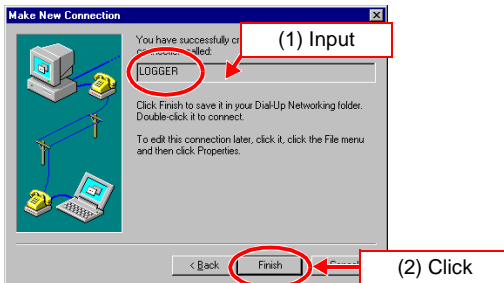 Make New Connection
You have successfully cr
called:
(1) Input
LOGGER
Click Finish to save it in your Dial-Up Networking folder.
Double-click it to connect.
To edit this connection later, click it, click the File menu
and then click Properties.
< Back
Finish
(2) Click